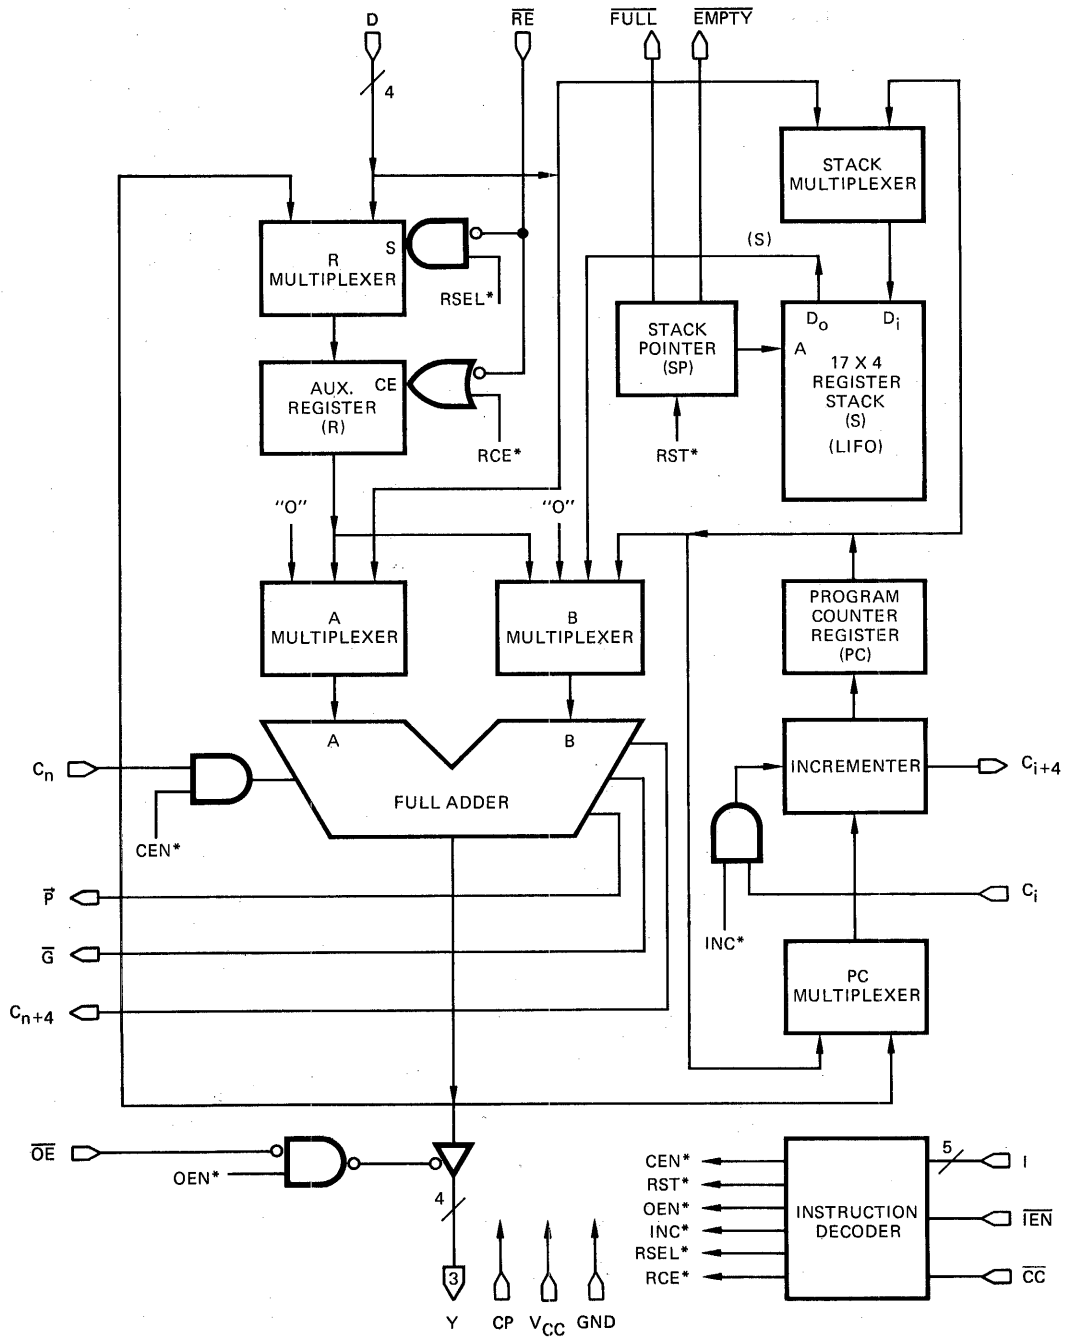 D
RE
FULL
EMPTY
4
STACK
MULTIPLEXER
S
R
MULTIPLEXER
RSEL*
(S)
STACK
POINTER
(SP)
Do
Di
A
17 X 4
REGISTER
STACK
(S)
(LIFO)
AUX.
REGISTER
(R)
CE
RCE*
RST*
"O"
"O"
A
MULTIPLEXER
B
MULTIPLEXER
PROGRAM
COUNTER
REGISTER
(PC)
A
B
FULL ADDER
Cn
CEN*
INCREMENTER
Ci+4
P
Ci
INC*
G
PC
MULTIPLEXER
Cn+4
OE
OEN*
4
3
Y
CP
VCC
GND
CEN*
RST*
OEN*
INC*
RSEL*
RCE*
INSTRUCTION
DECODER
5
I
IEN
CC